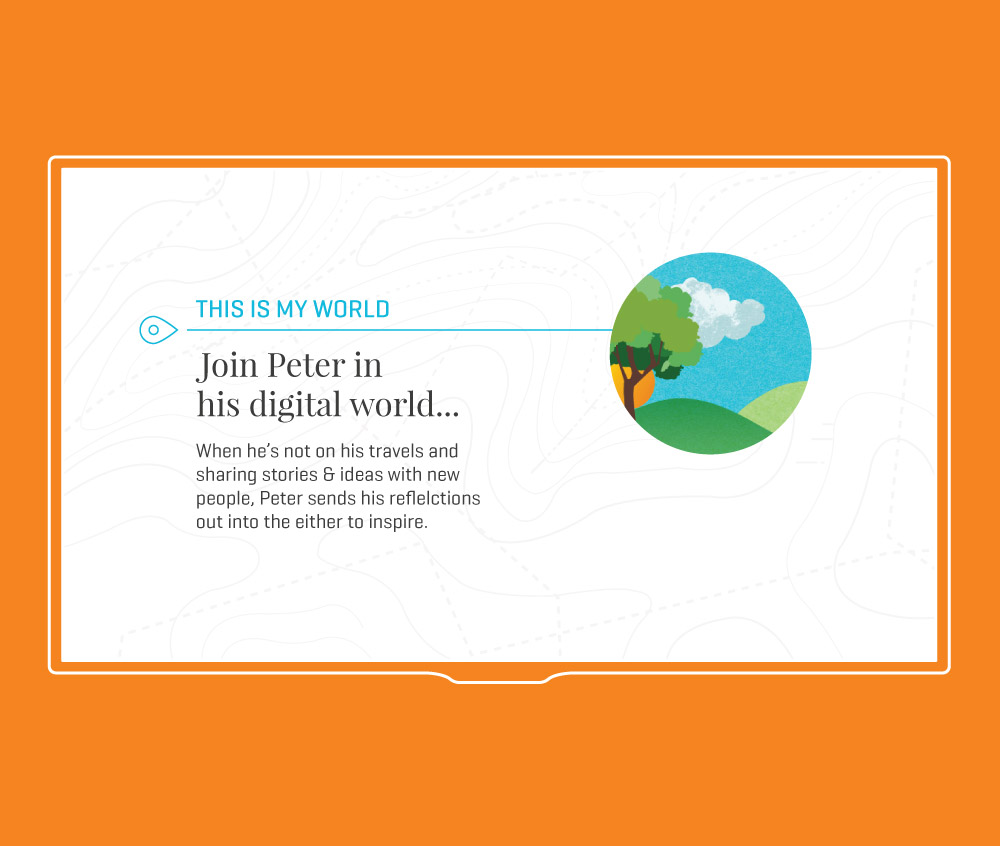 THIS IS MY WORLD
Join Peter in
his digital world...
When he's not on his travels and
sharing stories & ideas with new
people, Peter sends his reflelctions
out into the either to inspire.